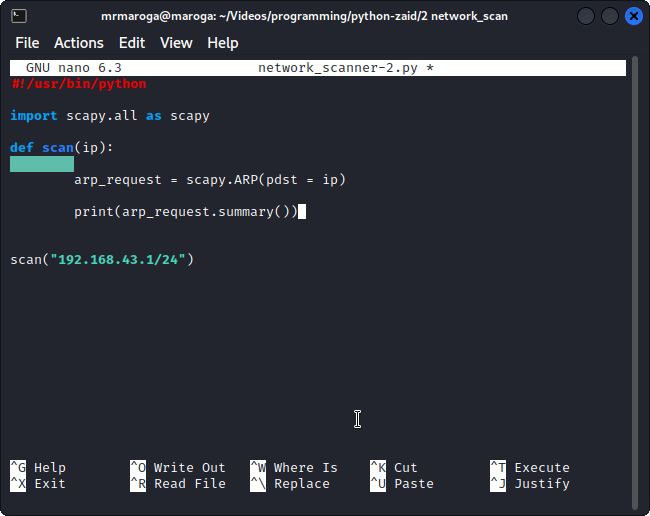 mrmaroga@maroga: ~/Videos/programming/python-zaid/2 network_scan
File Actions Edit View Help
GNU nano 6.3 network_scanner-2.py *
#!/usr/bin/python
import scapy.all as scapy
def scan(ip):
arp_request = scapy.ARP(pdst = ip)
print(arp_request.summary())
scan("192.168.43.1/24")
^G Help ^O Write Out ^W Where Is ^K Cut ^T Execute
^X Exit ^R Read File ^\ Replace ^U Paste ^J Justify